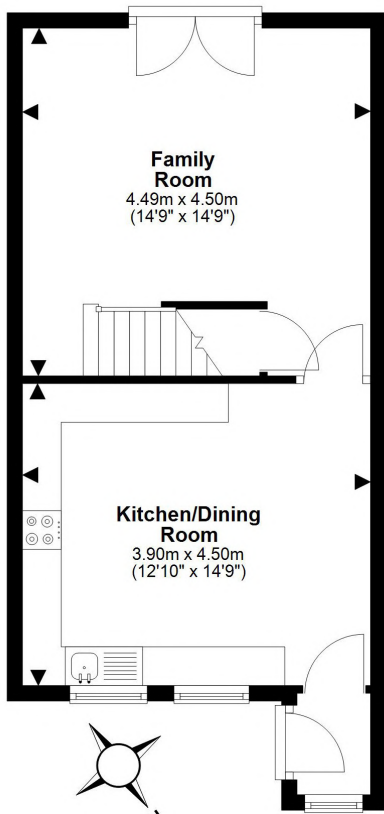 Family
Room
4.49m x 4.50m
(14'9" x 14'9")
Kitchen/Dining
Room
3.90m x 4.50m
(12'10" x 14'9")